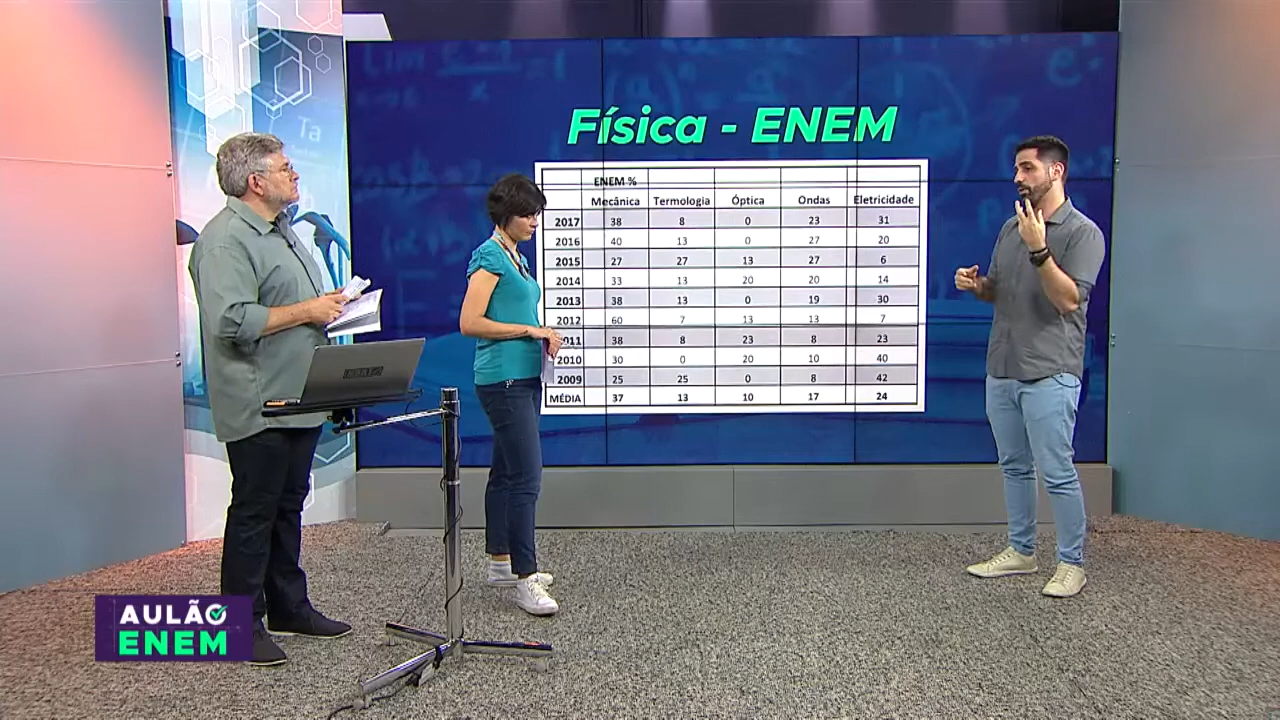 Física - ENEM
ENEM %
Mecânica Termologia Óptica Ondas Eletricidade
2017 38 8 0 23 31
2016 40 13 0 27 20
2015 27 27 13 27 6
2014 33 13 20 20 14
2013 38 13 0 19 30
2012 60 7 13 13 7
2011 38 8 23 8 23
2010 30 0 20 10 40
2009 25 25 0 8 42
MÉDIA 37 13 10 17 24
Ta
AULÃO
ENEM